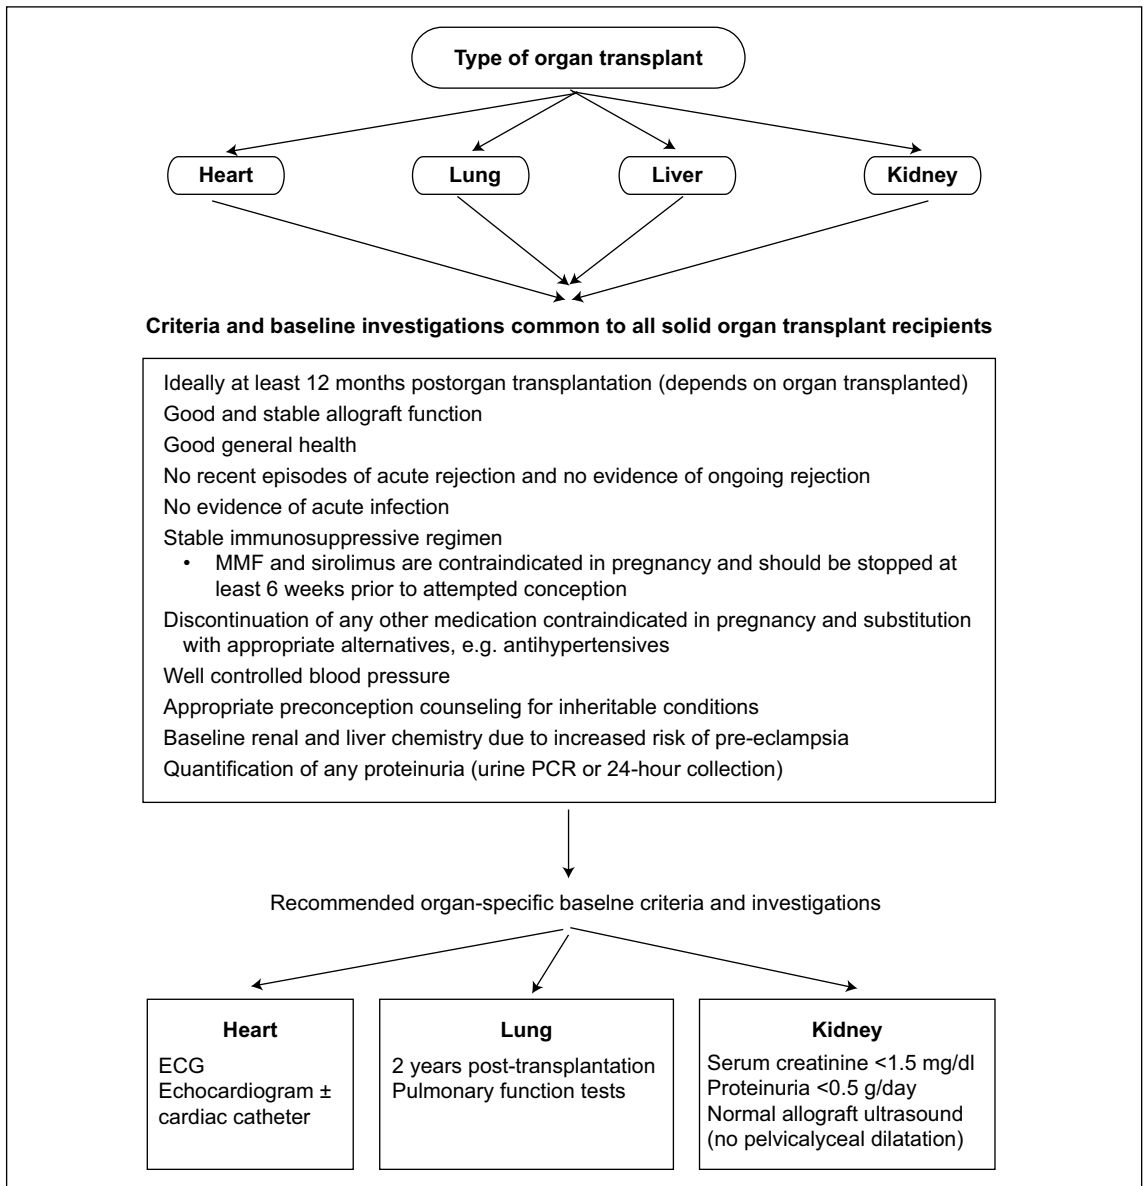 Type of organ transplant
Heart
Lung
Liver
Kidney
Criteria and baseline investigations common to all solid organ transplant recipients
Ideally at least 12 months postorgan transplantation (depends on organ transplanted)
Good and stable allograft function
Good general health
No recent episodes of acute rejection and no evidence of ongoing rejection
No evidence of acute infection
Stable immunosuppressive regimen
• MMF and sirolimus are contraindicated in pregnancy and should be stopped at
least 6 weeks prior to attempted conception
Discontinuation of any other medication contraindicated in pregnancy and substitution
with appropriate alternatives, e.g. antihypertensives
Well controlled blood pressure
Appropriate preconception counseling for inheritable conditions
Baseline renal and liver chemistry due to increased risk of pre-eclampsia
Quantification of any proteinuria (urine PCR or 24-hour collection)
Recommended organ-specific baselne criteria and investigations
Heart
ECG
Echocardiogram ±
cardiac catheter
Lung
2 years post-transplantation
Pulmonary function tests
Kidney
Serum creatinine <1.5 mg/dl
Proteinuria <0.5 g/day
Normal allograft ultrasound
(no pelvicalyceal dilatation)